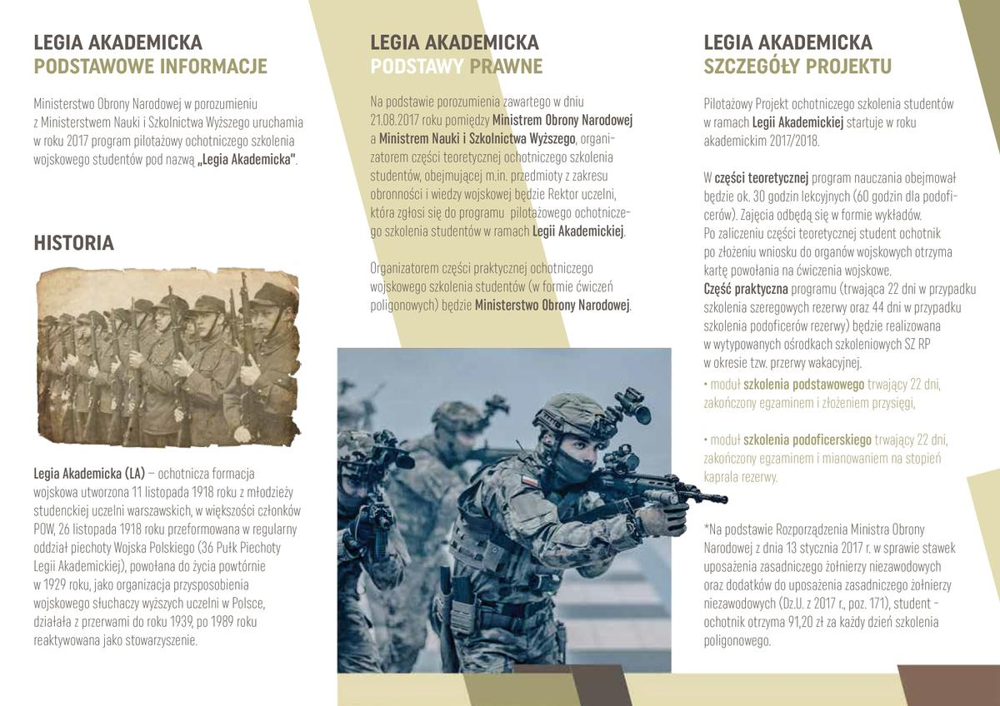 LEGIA AKADEMICKA
PODSTAWOWE INFORMACJE
Ministerstwo Obrony Narodowej w porozumieniu
z Ministerstwem Nauki i Szkolnictwa Wyższego uruchamia
w roku 2017 program pilotażowy ochotniczego szkolenia
wojskowego studentów pod nazwą „Legia Akademicka”.
HISTORIA
Legia Akademicka (LA) – ochotnicza formacja
wojskowa utworzona 11 listopada 1918 roku z młodzieży
studenckiej uczelni warszawskich, w większości członków
POW, 26 listopada 1918 roku przeformowana w regularny
oddział piechoty Wojska Polskiego (36 Pułk Piechoty
Legii Akademickiej), powołana do życia powtórnie
w 1929 roku, jako organizacja przysposobienia
wojskowego słuchaczy wyższych uczelni w Polsce,
działała z przerwami do roku 1939, po 1989 roku
reaktywowana jako stowarzyszenie.
LEGIA AKADEMICKA
PODSTAWY PRAWNE
Na podstawie porozumienia zawartego w dniu
21.08.2017 roku pomiędzy Ministrem Obrony Narodowej
a Ministrem Nauki i Szkolnictwa Wyższego, organi-
zatorem części teoretycznej ochotniczego szkolenia
studentów, obejmującej m.in. przedmioty z zakresu
obronności i wiedzy wojskowej będzie Rektor uczelni,
która zgłosi się do programu pilotażowego ochotnicze-
go szkolenia studentów w ramach Legii Akademickiej.
Organizatorem części praktycznej ochotniczego
wojskowego szkolenia studentów (w formie ćwiczeń
poligonowych) będzie Ministerstwo Obrony Narodowej.
LEGIA AKADEMICKA
SZCZEGÓŁY PROJEKTU
Pilotażowy Projekt ochotniczego szkolenia studentów
w ramach Legii Akademickiej startuje w roku
akademickim 2017/2018.
W części teoretycznej program nauczania obejmował
będzie ok. 30 godzin lekcyjnych (60 godzin dla podofi-
cerów). Zajęcia odbędą się w formie wykładów.
Po zaliczeniu części teoretycznej student ochotnik
po złożeniu wniosku do organów wojskowych otrzyma
kartę powołania na ćwiczenia wojskowe.
Część praktyczna programu (trwająca 22 dni w przypadku
szkolenia szeregowych rezerwy oraz 44 dni w przypadku
szkolenia podoficerów rezerwy) będzie realizowana
w wytypowanych ośrodkach szkoleniowych SZ RP
w okresie tzw. przerwy wakacyjnej.
• moduł szkolenia podstawowego trwający 22 dni,
zakończony egzaminem i złożeniem przysięgi,
• moduł szkolenia podoficerskiego trwający 22 dni,
zakończony egzaminem i mianowaniem na stopień
kaprala rezerwy.
*Na podstawie Rozporządzenia Ministra Obrony
Narodowej z dnia 13 stycznia 2017 r. w sprawie stawek
uposażenia zasadniczego żołnierzy niezawodowych
oraz dodatków do uposażenia zasadniczego żołnierzy
niezawodowych (Dz.U. z 2017 r., poz. 171), student -
ochotnik otrzyma 91,20 zł za każdy dzień szkolenia
poligonowego.